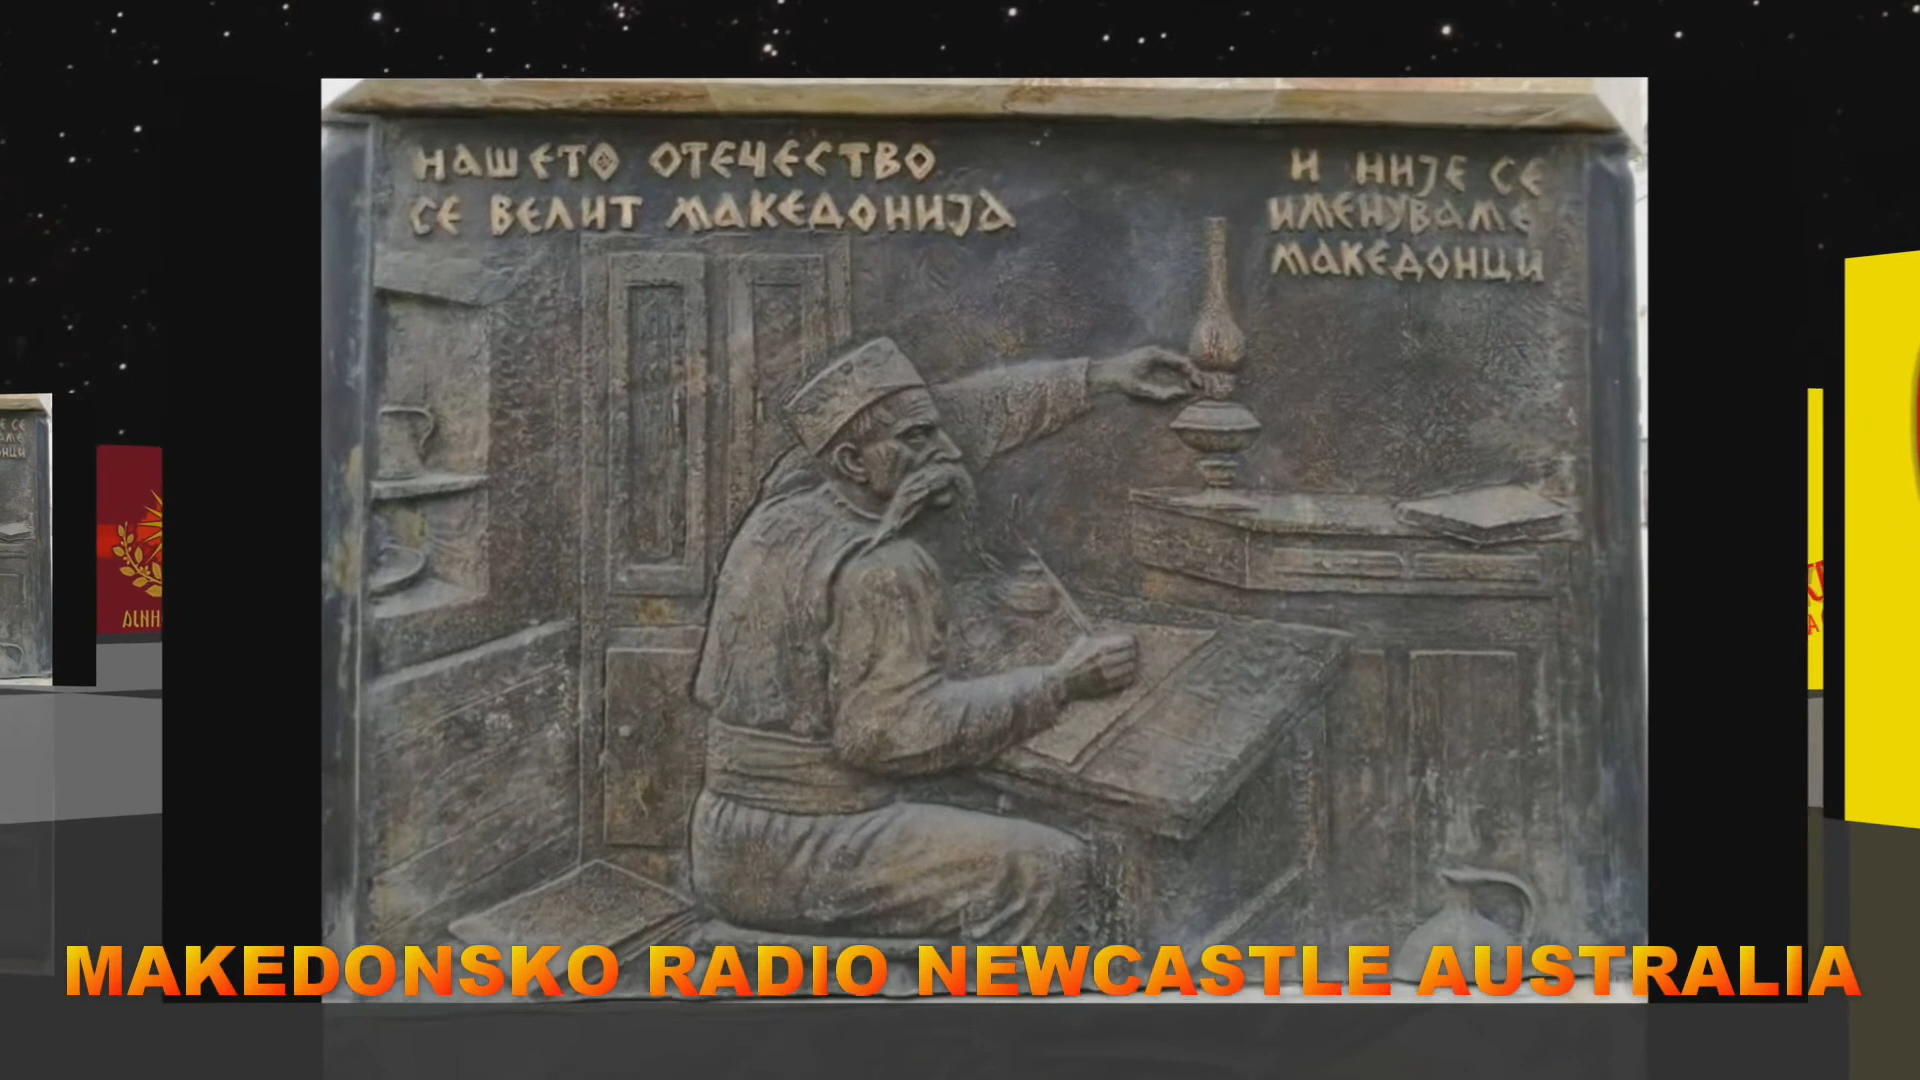 НАШЕТО ОТЕЧЕСТВО
СЕ ВЕЛИТ МАКЕДОНИЈА
И НИЈЕ СЕ
ИМЕНУВАМЕ
МАКЕДОНЦИ
MAKEDONSKO RADIO NEWCASTLE AUSTRALIA